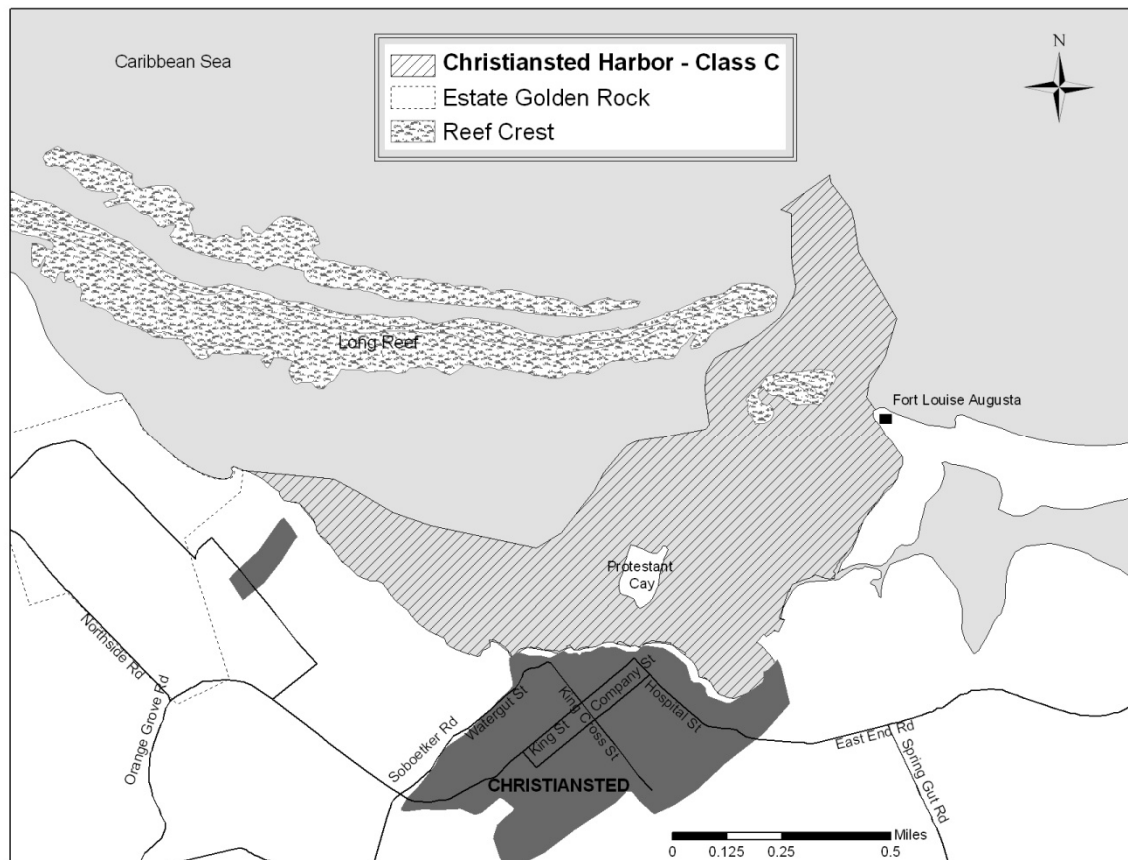 Caribbean Sea
Christiansted Harbor - Class C
Estate Golden Rock
Reef Crest
N
Long Reef
Fort Louise Augusta
Protestant
Cay
Northside Rd
Orange Grove Rd
Soboetker Rd
Watergut St
King St
Company St
King Cross St
Hospital St
East End Rd
Spring Gut Rd
CHRISTIANSTED
Miles
0 0.125 0.25 0.5